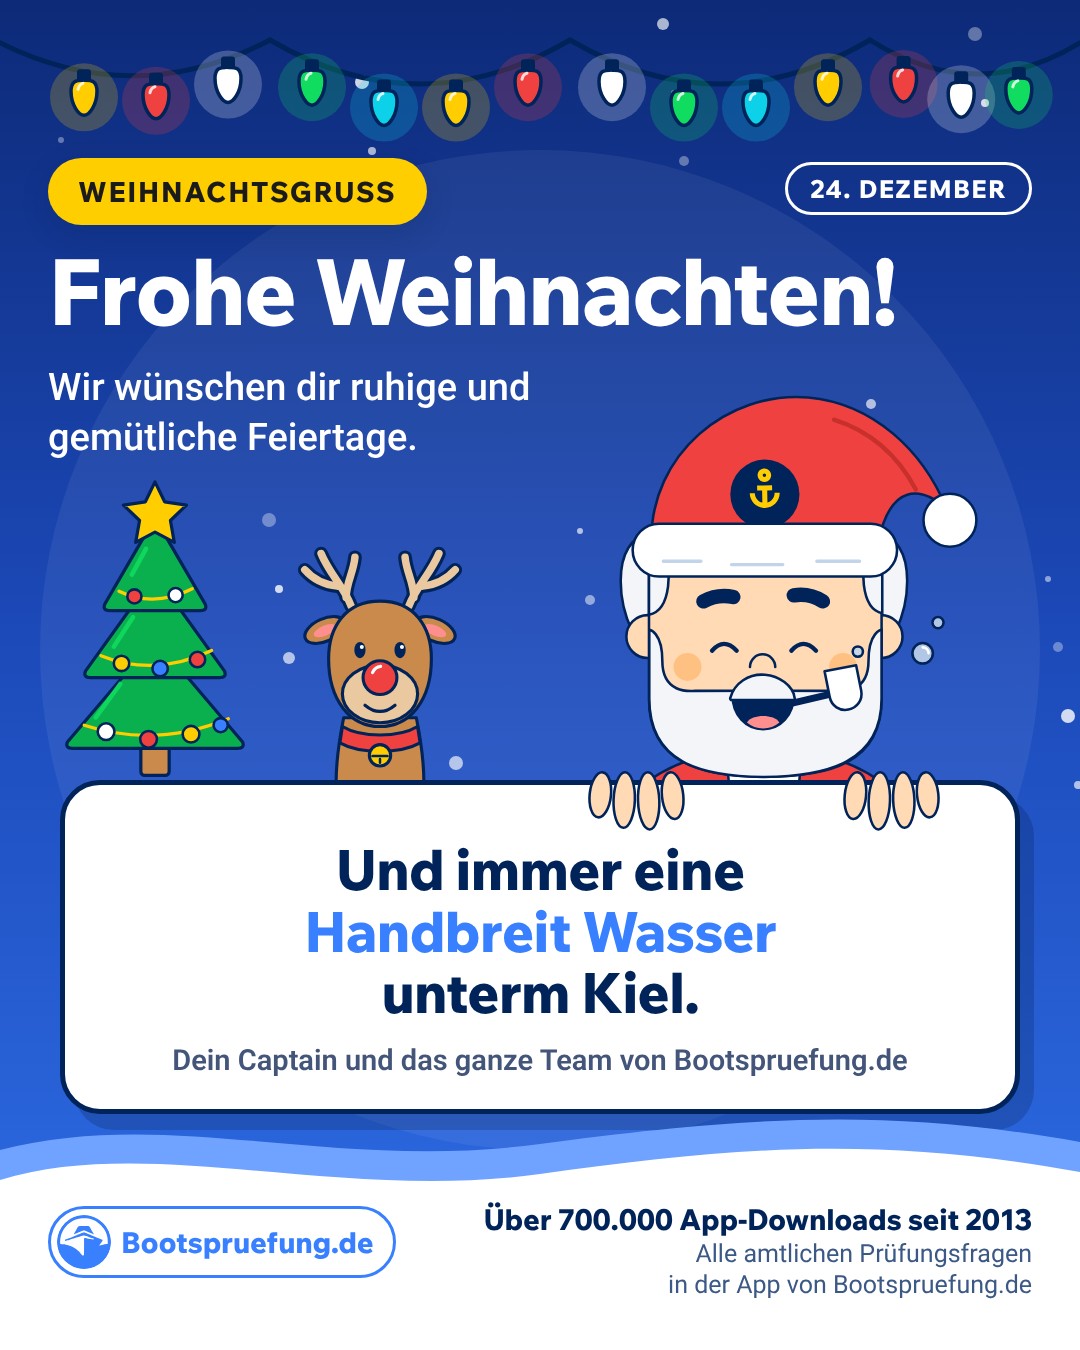 WEIHNACHTSGRUSS
24. DEZEMBER
Frohe Weihnachten!
Wir wünschen dir ruhige und
gemütliche Feiertage.
Und immer eine
Handbreit Wasser
unterm Kiel.
Dein Captain und das ganze Team von Bootspruefung.de
Bootspruefung.de
Über 700.000 App-Downloads seit 2013
Alle amtlichen Prüfungsfragen
in der App von Bootspruefung.de